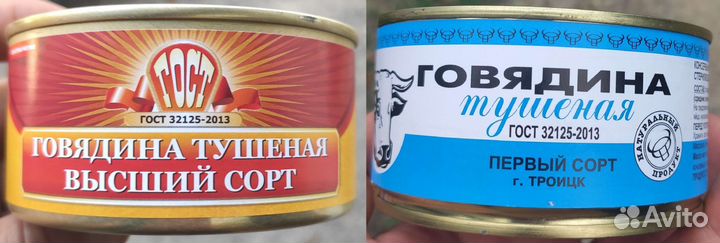 ГОСТ
ГОСТ 32125-2013
ГОВЯДИНА ТУШЕНАЯ
ВЫСШИЙ СОРТ
ГОВЯДИНА
тушеная
ГОСТ 32125-2013
ПЕРВЫЙ СОРТ
г. ТРОИЦК
НАТУРАЛЬНЫЙ
ПРОДУКТ
Avito